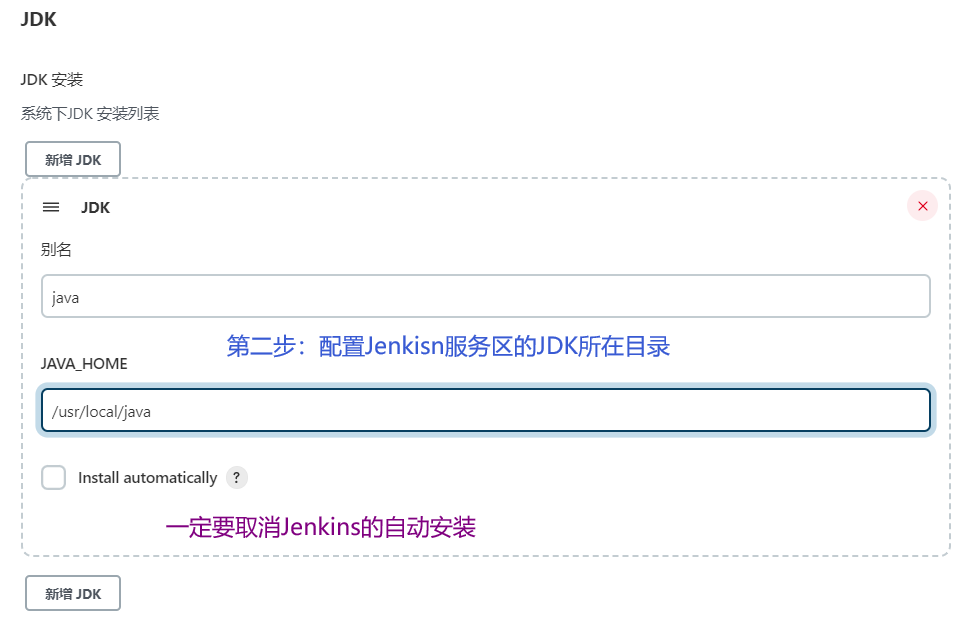 JDK
JDK 安装
系统下JDK 安装列表
新增 JDK
JDK
别名
java
第二步：配置Jenkisn服务区的JDK所在目录
JAVA_HOME
/usr/local/java
Install automatically ?
一定要取消Jenkins的自动安装
新增 JDK